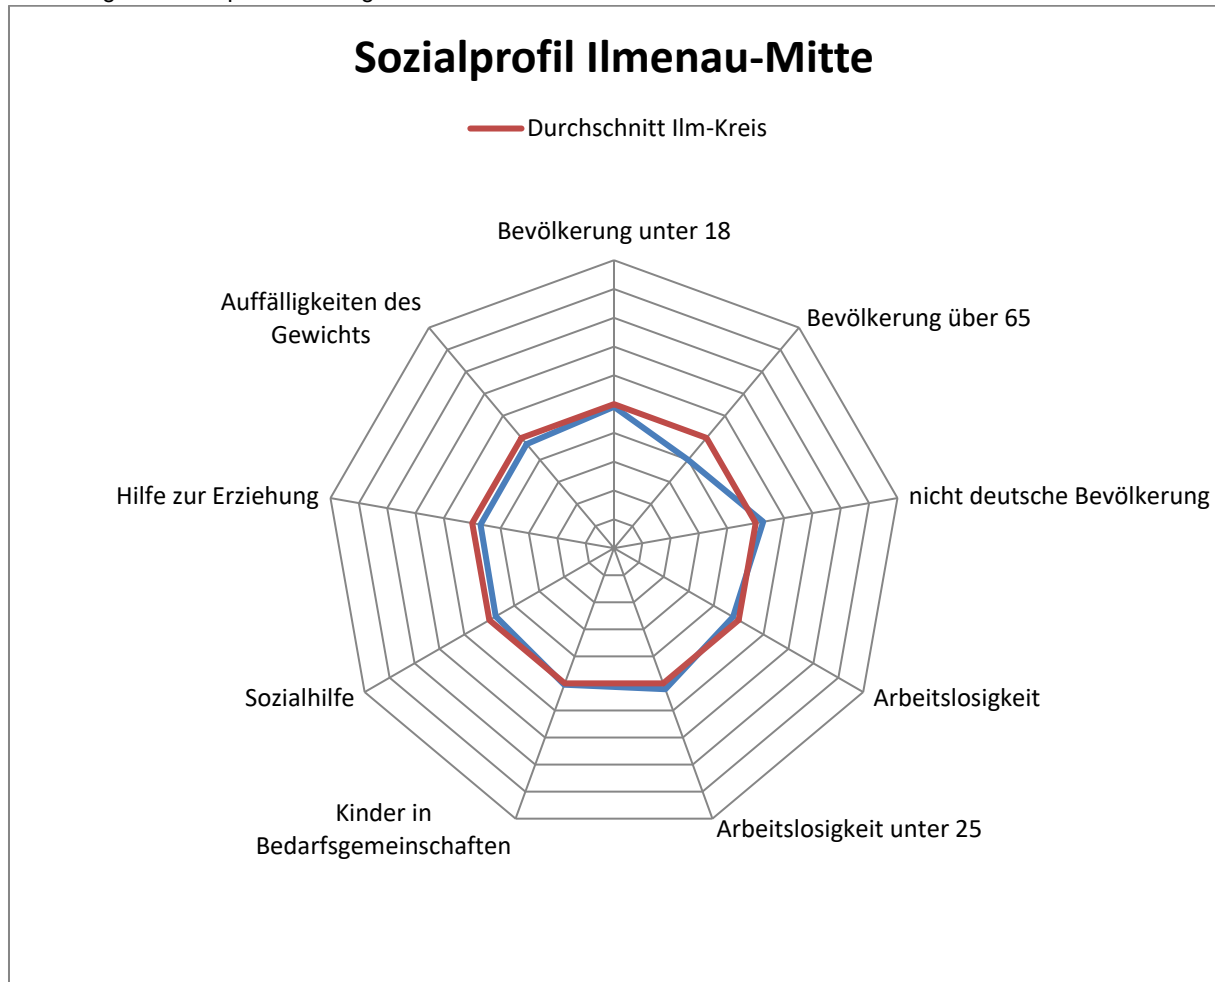 Sozialprofil Ilmenau-Mitte
Durchschnitt Ilm-Kreis
Bevölkerung unter 18
Bevölkerung über 65
nicht deutsche Bevölkerung
Arbeitslosigkeit
Arbeitslosigkeit unter 25
Kinder in
Bedarfsgemeinschaften
Sozialhilfe
Hilfe zur Erziehung
Auffälligkeiten des
Gewichts